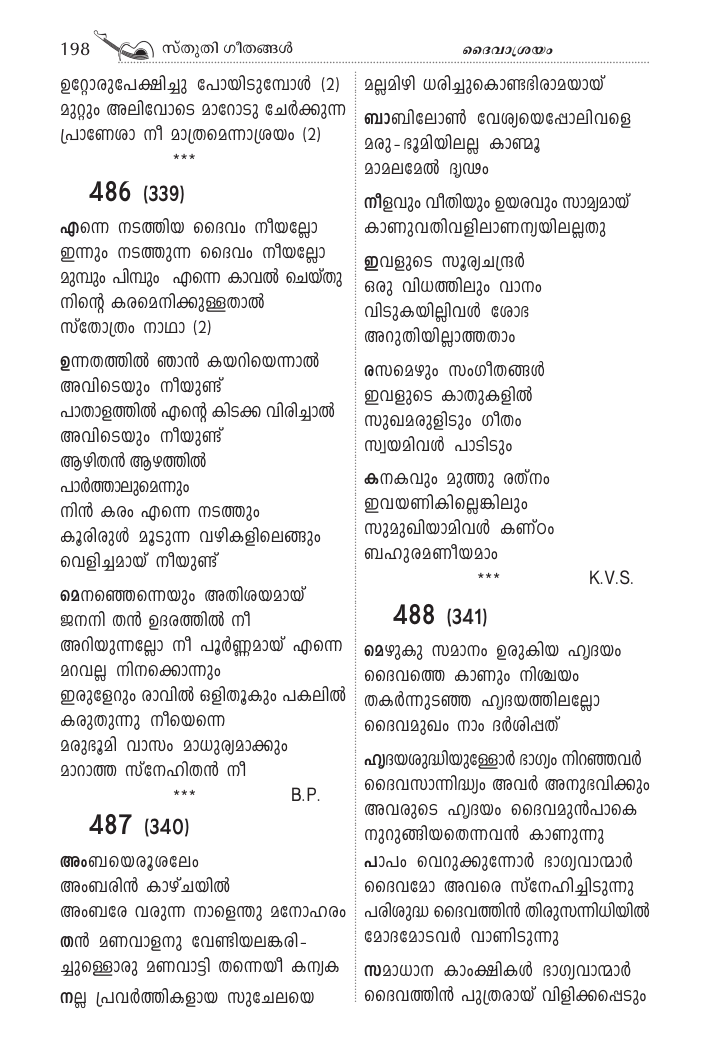 198 സ്തുതി ഗീതങ്ങൾ
ദൈവാശ്രയം
ഉറ്റോരുപേക്ഷിച്ചു പോയിടുമ്പോൾ (2)
മുറ്റും അലിവോടെ മാറോടു ചേർക്കുന്ന
പ്രാണേശാ നീ മാത്രമെന്നാശ്രയം (2)
***
486 (339)
എന്നെ നടത്തിയ ദൈവം നീയല്ലോ
ഇന്നും നടത്തുന്ന ദൈവം നീയല്ലോ
മുമ്പും പിമ്പും എന്നെ കാവൽ ചെയ്തു
നിന്റെ കരമെനിക്കുള്ളതാൽ
സ്തോത്രം നാഥാ (2)
ഉന്നതത്തിൽ ഞാൻ കയറിയെന്നാൽ
അവിടെയും നീയുണ്ട്
പാതാളത്തിൽ എന്റെ കിടക്ക വിരിച്ചാൽ
അവിടെയും നീയുണ്ട്
ആഴിതൻ ആഴത്തിൽ
പാർത്താലുമെന്നും
നിൻ കരം എന്നെ നടത്തും
കൂരിരുൾ മൂടുന്ന വഴികളിലെങ്ങും
വെളിച്ചമായ് നീയുണ്ട്
മെനഞ്ഞെന്നെയും അതിശയമായ്
ജനനി തൻ ഉദരത്തിൽ നീ
അറിയുന്നല്ലോ നീ പൂർണ്ണമായ് എന്നെ
മറവല്ല നിനക്കൊന്നും
ഇരുളേറും രാവിൽ ഒളിതൂകും പകലിൽ
കരുതുന്നു നീയെന്നെ
മരുഭൂമി വാസം മാധുര്യമാക്കും
മാറാത്ത സ്നേഹിതൻ നീ
*** B.P.
487 (340)
അംബയെരൂശലേം
അംബരിൻ കാഴ്ചയിൽ
അംബരേ വരുന്ന നാളെന്തു മനോഹരം
തൻ മണവാളനു വേണ്ടിയലങ്കരി-
ച്ചുള്ളൊരു മണവാട്ടി തന്നെയീ കന്യക
നല്ല പ്രവർത്തികളായ സുചേലയെ
മല്ലമിഴി ധരിച്ചുകൊണ്ടഭിരാമയായ്
ബാബിലോൺ വേശ്യയെപ്പോലിവളെ
മരു-ഭൂമിയിലല്ല കാണ്മൂ
മാമലമേൽ ദൃഢം
നീളവും വീതിയും ഉയരവും സാമ്യമായ്
കാണുവതിവളിലാണന്യയിലല്ലതു
ഇവളുടെ സൂര്യചന്ദ്രർ
ഒരു വിധത്തിലും വാനം
വിടുകയില്ലിവൾ ശോഭ
അറുതിയില്ലാത്തതാം
രസമെഴും സംഗീതങ്ങൾ
ഇവളുടെ കാതുകളിൽ
സുഖമരുളിടും ഗീതം
സ്വയമിവൾ പാടിടും
കനകവും മുത്തു രത്നം
ഇവയണികില്ലെങ്കിലും
സുമുഖിയാമിവൾ കണ്ഠം
ബഹുരമണീയമാം
*** K.V.S.
488 (341)
മെഴുകു സമാനം ഉരുകിയ ഹൃദയം
ദൈവത്തെ കാണും നിശ്ചയം
തകർന്നുടഞ്ഞ ഹൃദയത്തിലല്ലോ
ദൈവമുഖം നാം ദർശിപ്പത്
ഹൃദയശുദ്ധിയുള്ളോർ ഭാഗ്യം നിറഞ്ഞവർ
ദൈവസാന്നിദ്ധ്യം അവർ അനുഭവിക്കും
അവരുടെ ഹൃദയം ദൈവമുൻപാകെ
നുറുങ്ങിയതെന്നവൻ കാണുന്നു
പാപം വെറുക്കുന്നോർ ഭാഗ്യവാന്മാർ
ദൈവമോ അവരെ സ്നേഹിച്ചിടുന്നു
പരിശുദ്ധ ദൈവത്തിൻ തിരുസന്നിധിയിൽ
മോദമോടവർ വാണിടുന്നു
സമാധാന കാംക്ഷികൾ ഭാഗ്യവാന്മാർ
ദൈവത്തിൻ പുത്രരായ് വിളിക്കപ്പെടും